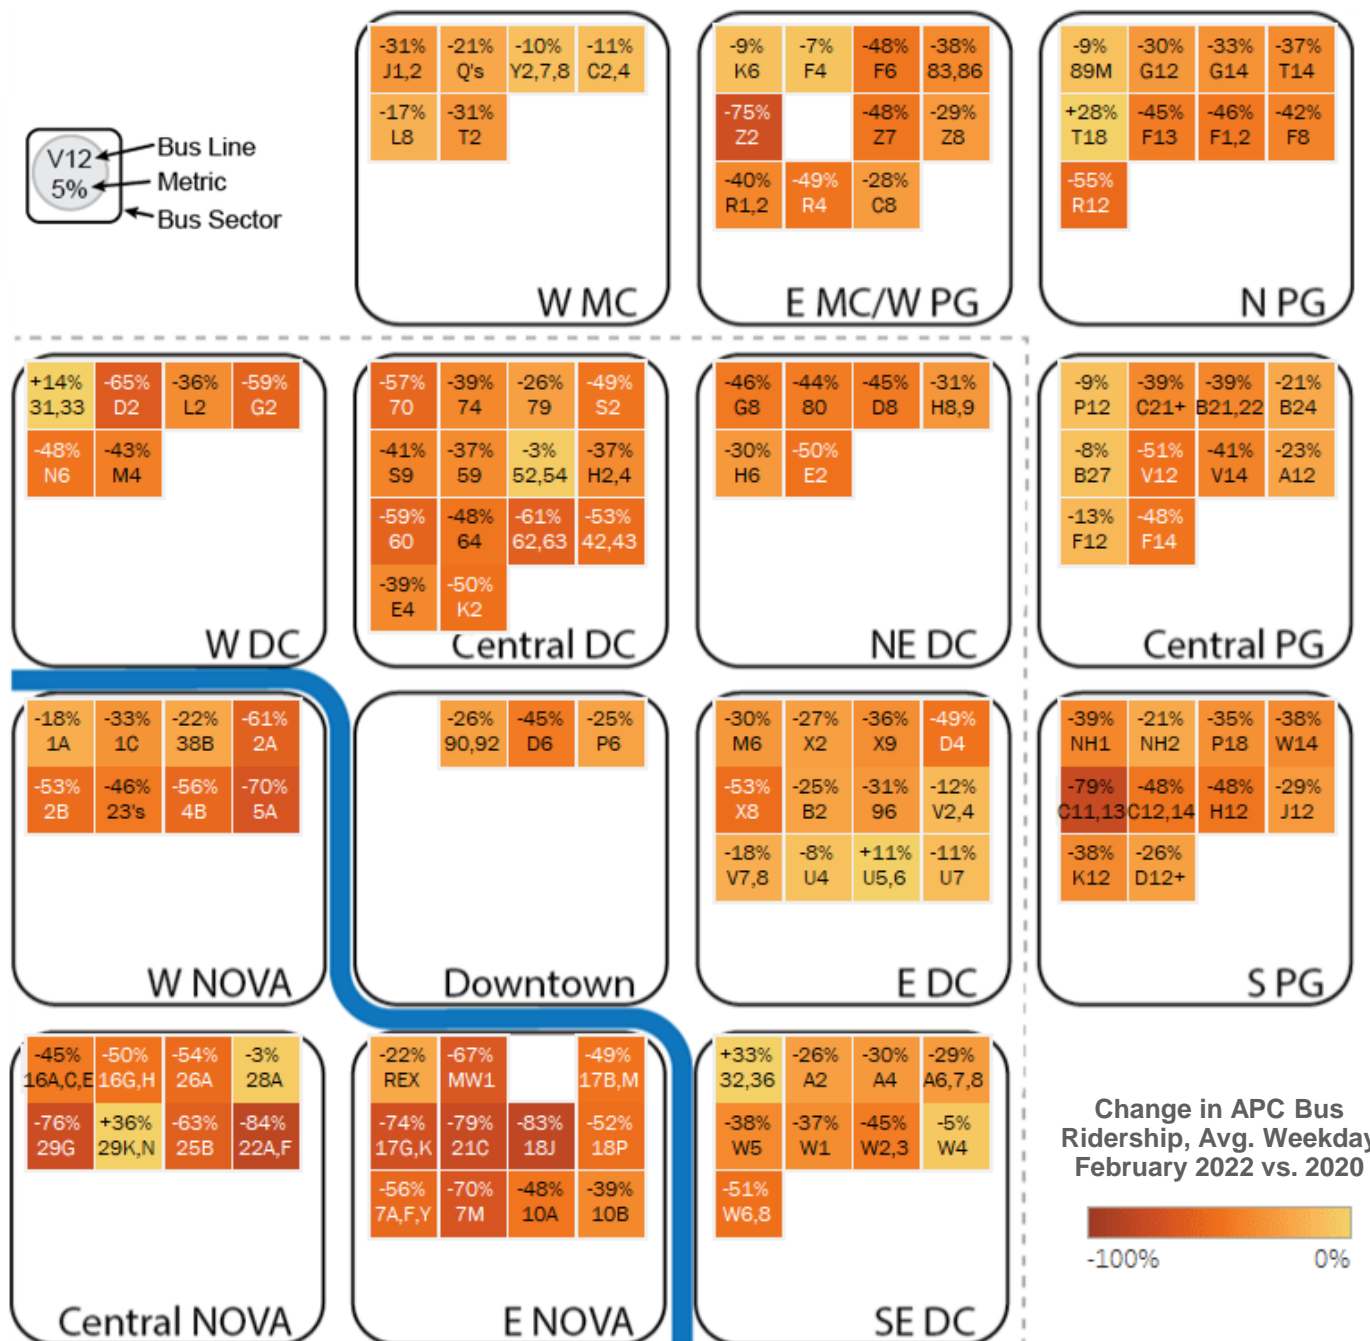 V12
5%
Bus Line
Metric
Bus Sector
-31% -21% -10% -11%
J1,2 Q's Y2,7,8 C2,4
-17% -31%
L8 T2
W MC
-9% -7% -48% -38%
K6 F4 F6 83,86
-75% -48% -29%
Z2 Z7 Z8
-40% -49% -28%
R1,2 R4 C8
E MC/W PG
-9% -30% -33% -37%
89M G12 G14 T14
+28% -45% -46% -42%
T18 F13 F1,2 F8
-55%
R12
N PG
+14% -65% -36% -59%
31,33 D2 L2 G2
-48% -43%
N6 M4
W DC
-57% -39% -26% -49%
70 74 79 S2
-41% -37% -3% -37%
S9 59 52,54 H2,4
-59% -48% -61% -53%
60 64 62,63 42,43
-39% -50%
E4 K2
Central DC
-46% -44% -45% -31%
G8 80 D8 H8,9
-30% -50%
H6 E2
NE DC
-9% -39% -39% -21%
P12 C21+ B21,22 B24
-8% -51% -41% -23%
B27 V12 V14 A12
-13% -48%
F12 F14
Central PG
-18% -33% -22% -61%
1A 1C 38B 2A
-53% -46% -56% -70%
2B 23's 4B 5A
W NOVA
-26% -45% -25%
90,92 D6 P6
Downtown
-30% -27% -36% -49%
M6 X2 X9 D4
-53% -25% -31% -12%
X8 B2 96 V2,4
-18% -8% +11% -11%
V7,8 U4 U5,6 U7
E DC
-39% -21% -35% -38%
NH1 NH2 P18 W14
-79% -48% -48% -29%
C11,13 C12,14 H12 J12
-38% -26%
K12 D12+
S PG
-45% -50% -54% -3%
16A,C,E 16G,H 26A 28A
-76% +36% -63% -84%
29G 29K,N 25B 22A,F
Central NOVA
-22% -67% -49%
REX MW1 17B,M
-74% -79% -83% -52%
17G,K 21C 18J 18P
-56% -70% -48% -39%
7A,F,Y 7M 10A 10B
E NOVA
+33% -26% -30% -29%
32,36 A2 A4 A6,7,8
-38% -37% -45% -5%
W5 W1 W2,3 W4
-51%
W6,8
SE DC
Change in APC Bus
Ridership, Avg. Weekday
February 2022 vs. 2020
-100% 0%